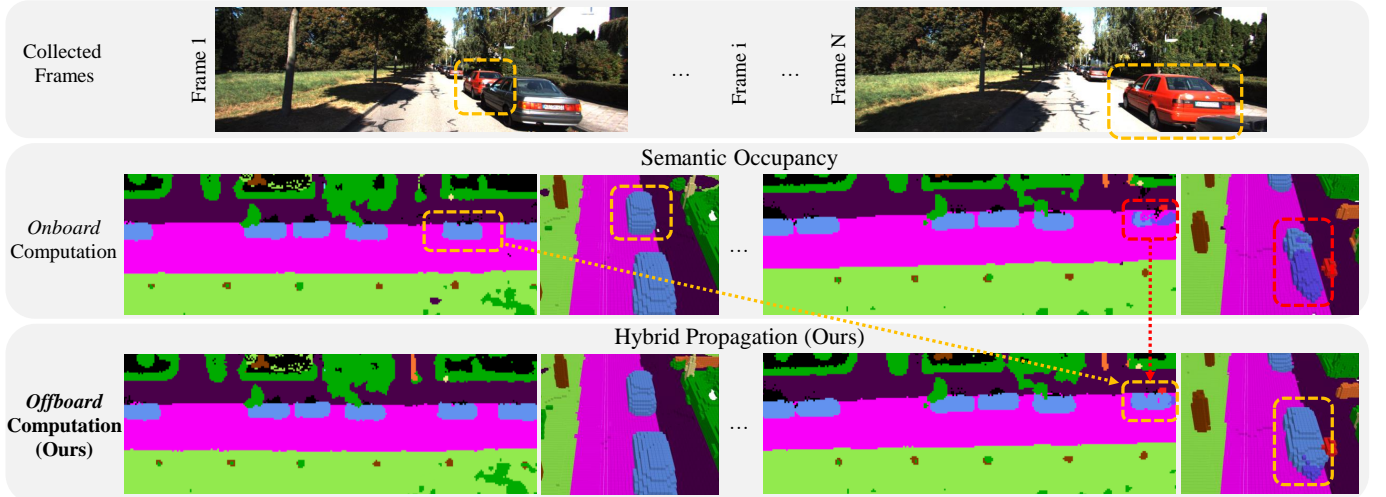 Collected
Frames
Frame 1
…
Frame i
…
Frame N
Semantic Occupancy
Onboard
Computation
…
Hybrid Propagation (Ours)
Offboard
Computation
(Ours)
…